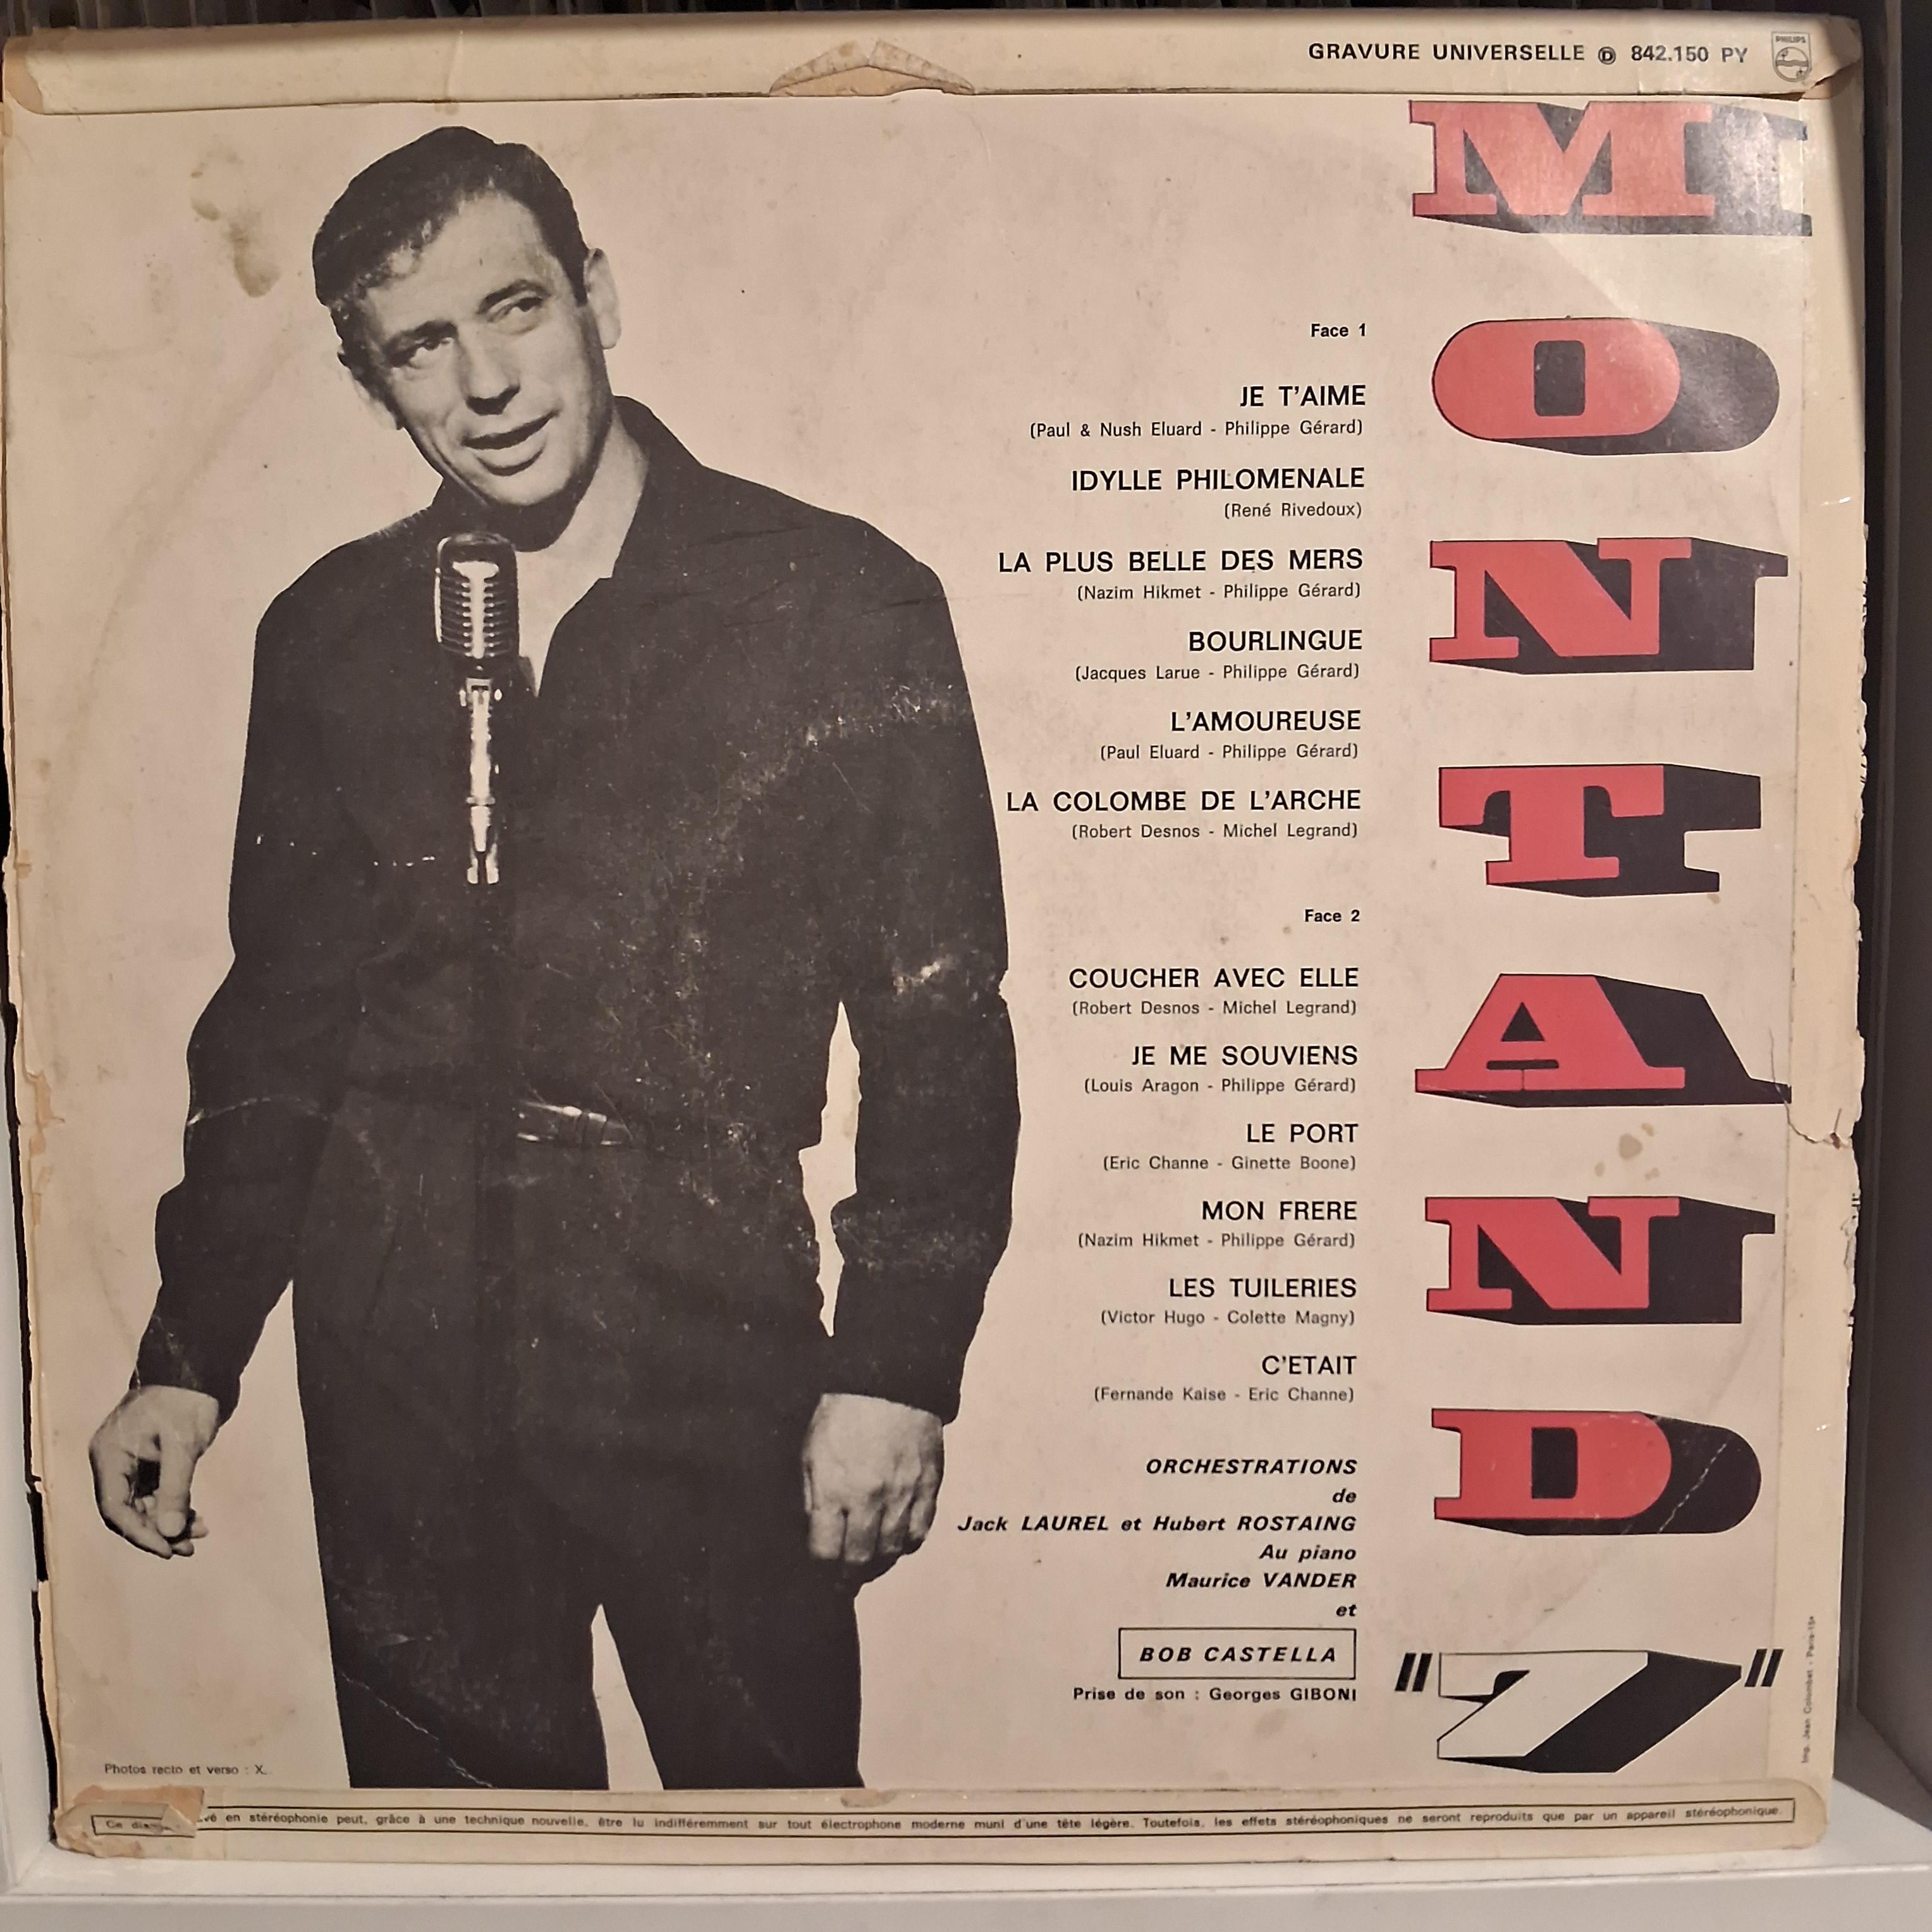 GRAVURE UNIVERSELLE Ⓓ 842.150 PY
PHILIPS
MONTAND
"7"
Face 1
JE T'AIME
(Paul & Nush Eluard - Philippe Gérard)
IDYLLE PHILOMENALE
(René Rivedoux)
LA PLUS BELLE DES MERS
(Nazim Hikmet - Philippe Gérard)
BOURLINGUE
(Jacques Larue - Philippe Gérard)
L'AMOUREUSE
(Paul Eluard - Philippe Gérard)
LA COLOMBE DE L'ARCHE
(Robert Desnos - Michel Legrand)
Face 2
COUCHER AVEC ELLE
(Robert Desnos - Michel Legrand)
JE ME SOUVIENS
(Louis Aragon - Philippe Gérard)
LE PORT
(Eric Channe - Ginette Boone)
MON FRERE
(Nazim Hikmet - Philippe Gérard)
LES TUILERIES
(Victor Hugo - Colette Magny)
C'ETAIT
(Fernande Kaise - Eric Channe)
ORCHESTRATIONS
de
Jack LAUREL et Hubert ROSTAING
Au piano
Maurice VANDER
et
BOB CASTELLA
Prise de son : Georges GIBONI
Imp. Jean Colombet - Paris-15e
Photos recto et verso : X.
Ce en stéréophonie peut, grâce à une technique nouvelle, être lu indifféremment sur tout électrophone moderne muni d'une tête légère. Toutefois, les effets stéréophoniques ne seront reproduits que par un appareil stéréophonique.